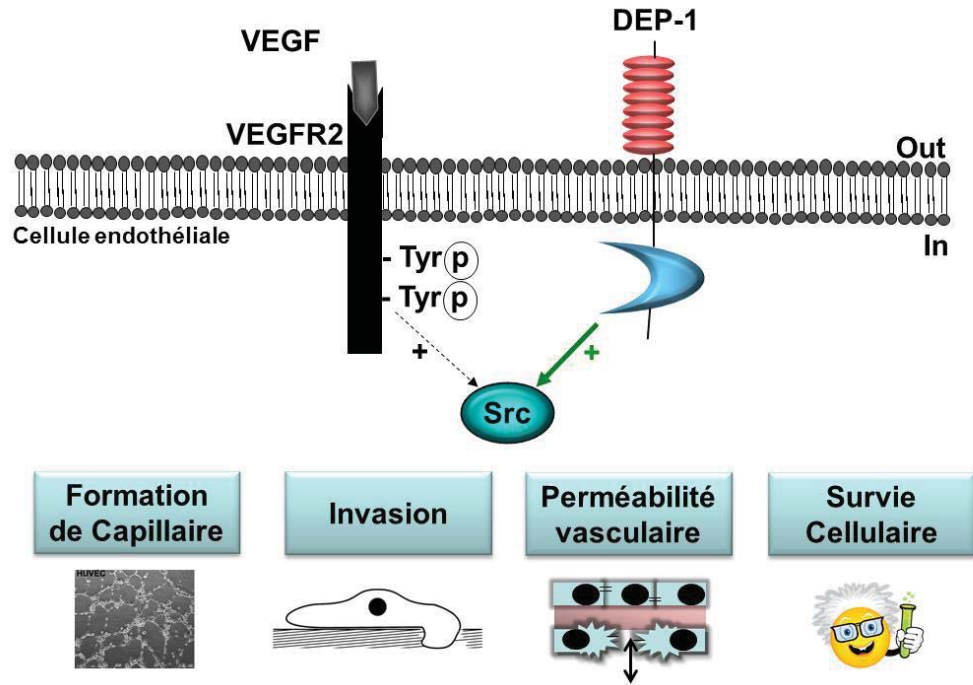 VEGF
DEP-1
VEGFR2
Out
Cellule endothéliale
In
- Tyr p
- Tyr p
+
+
Src
Formation
de Capillaire
Invasion
Perméabilité
vasculaire
Survie
Cellulaire
HUVEC